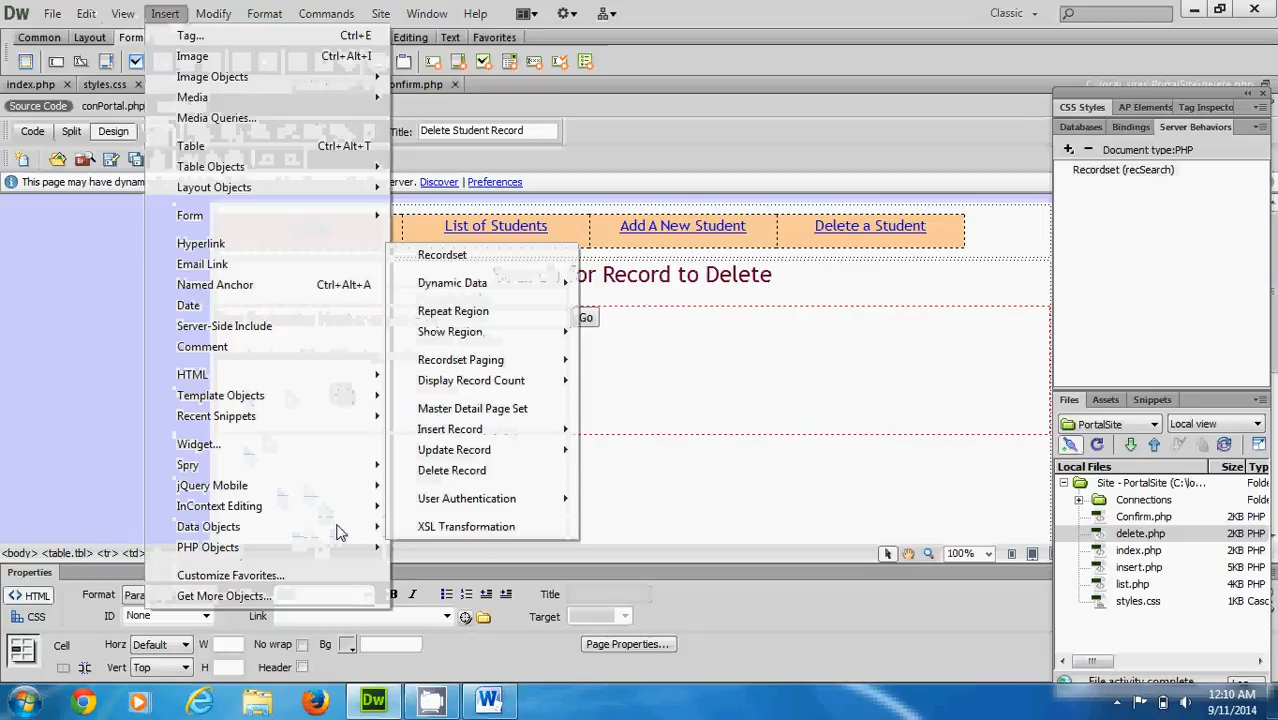 Dw File Edit View Insert Modify Format Commands Site Window Help Classic
Common Layout Form Editing Text Favorites
index.php × styles.css × onfirm.php ×
Source Code conPortal.php
Code Split Design Title: Delete Student Record
This page may have dynam erver. Discover | Preferences
Tag... Ctrl+E
Image Ctrl+Alt+I
Image Objects
Media
Media Queries...
Table Ctrl+Alt+T
Table Objects
Layout Objects
Form
Hyperlink
Email Link
Named Anchor Ctrl+Alt+A
Date
Server-Side Include
Comment
HTML
Template Objects
Recent Snippets
Widget...
Spry
jQuery Mobile
InContext Editing
Data Objects
PHP Objects
Customize Favorites...
Get More Objects...
Recordset
Dynamic Data
Repeat Region
Show Region
Recordset Paging
Display Record Count
Master Detail Page Set
Insert Record
Update Record
Delete Record
User Authentication
XSL Transformation
List of Students Add A New Student Delete a Student
or Record to Delete
Go
CSS Styles AP Elements Tag Inspecto
Databases Bindings Server Behaviors
Document type:PHP
Recordset (recSearch)
Files Assets Snippets
PortalSite Local view
Local Files Size Type
Site - PortalSite (C:\lo... Folde
Connections Folde
Confirm.php 2KB PHP
delete.php 2KB PHP
index.php 2KB PHP
insert.php 2KB PHP
list.php 2KB PHP
styles.css 2KB Casca
File activity complete.
<body> <table.tbl> <tr> <td> 100%
Properties
<> HTML Format Para B I Title
CSS ID None Link Target
Cell Horz Default W No wrap Bg Page Properties...
Vert Top H Header
12:10 AM
9/11/2014